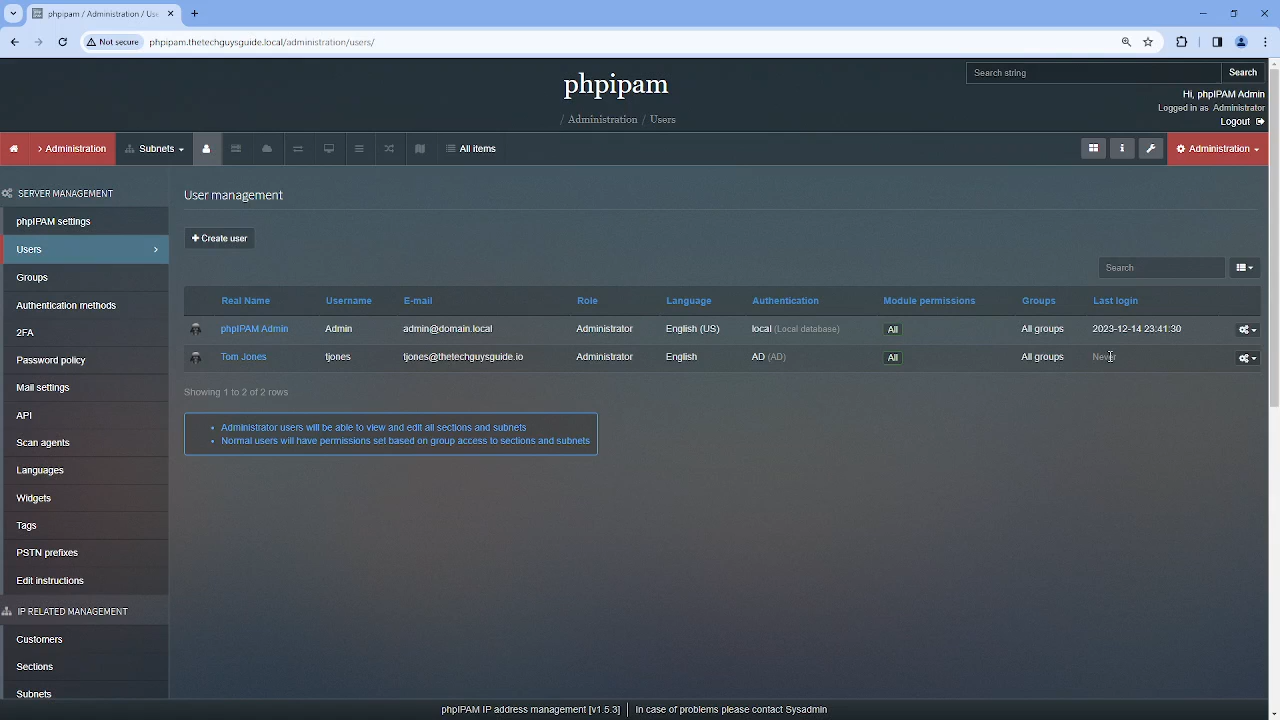 phpipam / Administration / Use
Not secure
phpipam.thetechguysguide.local/administration/users/
phpipam
/ Administration / Users
Search string
Search
Hi, phpIPAM Admin
Logged in as Administrator
Logout
Administration
Subnets
All items
Administration
SERVER MANAGEMENT
phpIPAM settings
Users
Groups
Authentication methods
2FA
Password policy
Mail settings
API
Scan agents
Languages
Widgets
Tags
PSTN prefixes
Edit instructions
IP RELATED MANAGEMENT
Customers
Sections
Subnets
User management
Create user
Search
Real Name Username E-mail Role Language Authentication Module permissions Groups Last login
phpIPAM Admin Admin admin@domain.local Administrator English (US) local (Local database) All All groups 2023-12-14 23:41:30
Tom Jones tjones tjones@thetechguysguide.io Administrator English AD (AD) All All groups Never
Showing 1 to 2 of 2 rows
• Administrator users will be able to view and edit all sections and subnets
• Normal users will have permissions set based on group access to sections and subnets
phpIPAM IP address management [v1.5.3] | In case of problems please contact Sysadmin